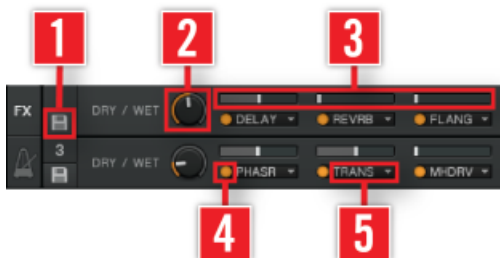 1 2 3
FX DRY / WET DELAY REVRB FLANG
3 DRY / WET PHASR TRANS MHDRV
4 5